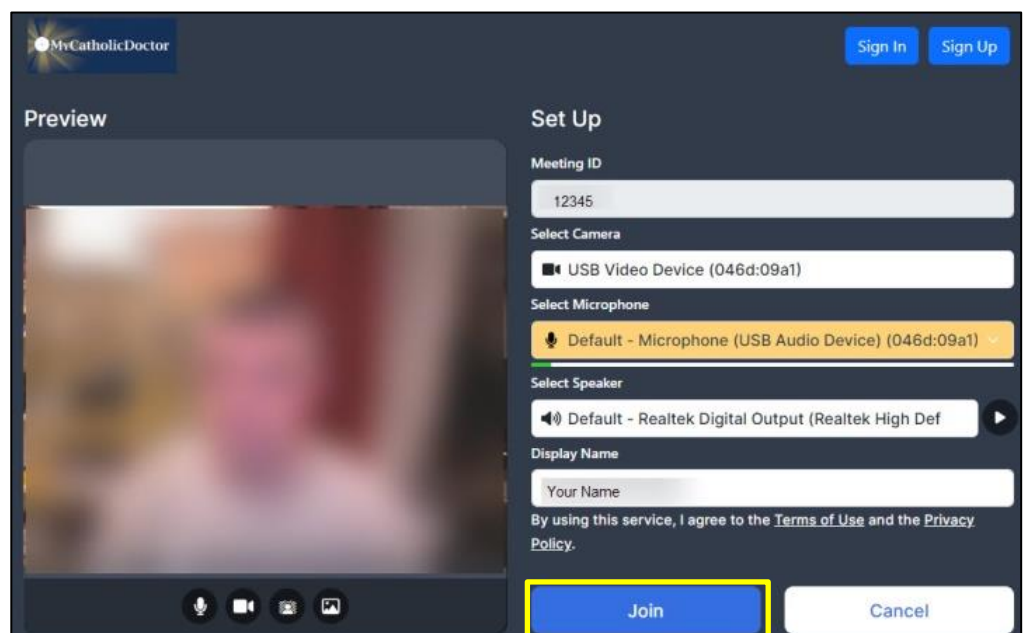 MyCatholicDoctor
Sign In
Sign Up
Preview
Set Up
Meeting ID
12345
Select Camera
USB Video Device (046d:09a1)
Select Microphone
Default - Microphone (USB Audio Device) (046d:09a1)
Select Speaker
Default - Realtek Digital Output (Realtek High Def
Display Name
Your Name
By using this service, I agree to the Terms of Use and the Privacy
Policy.
Join
Cancel